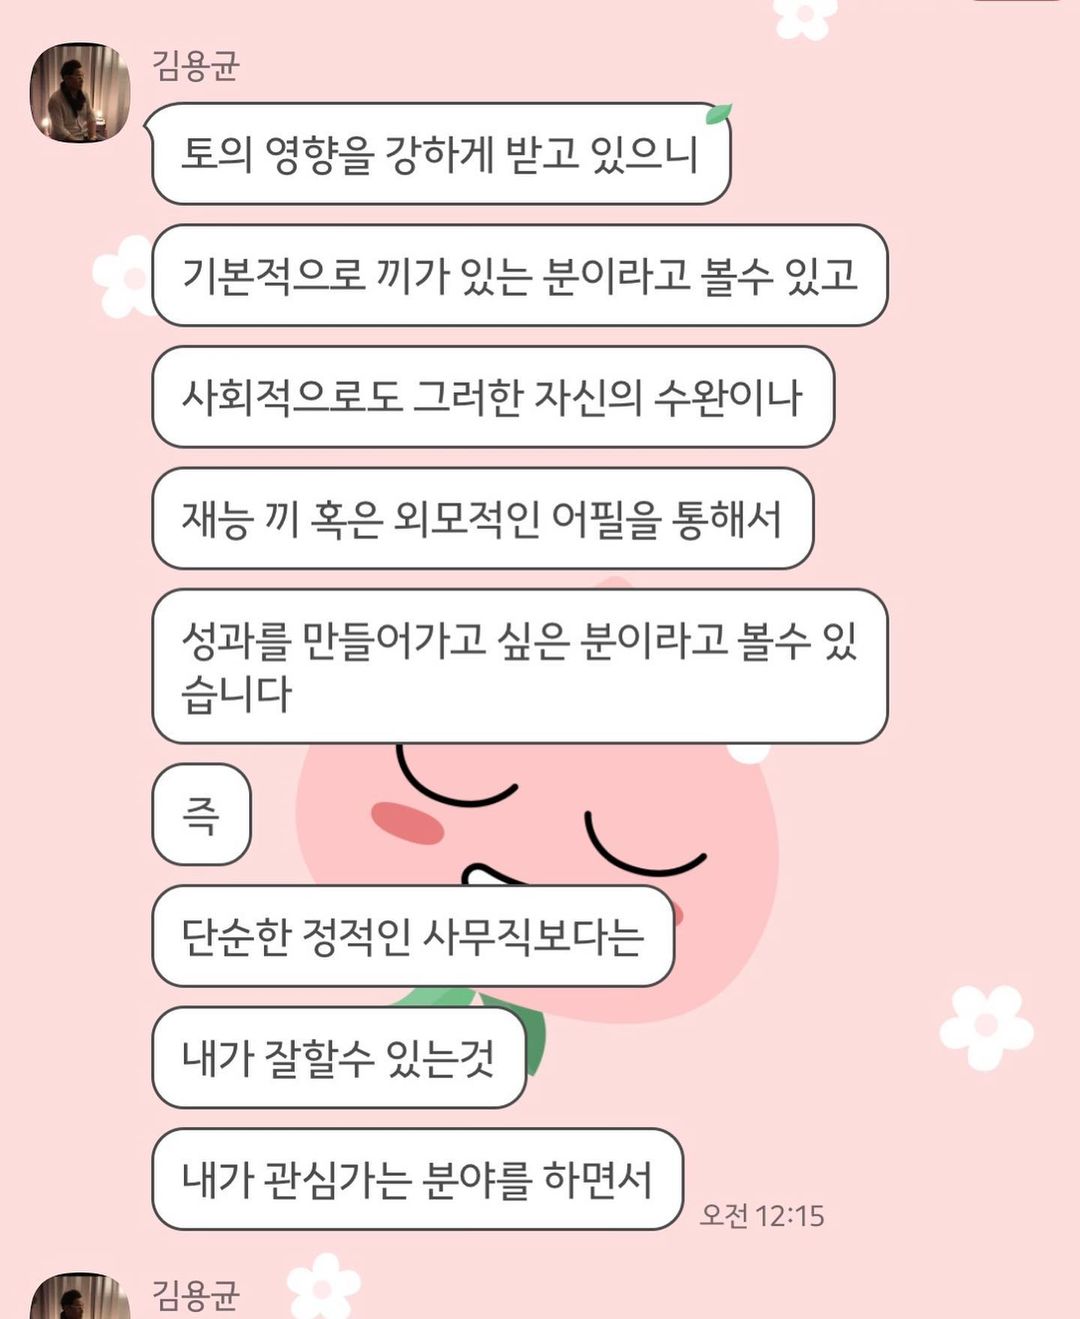 김용균
토의 영향을 강하게 받고 있으니
기본적으로 끼가 있는 분이라고 볼수 있고
사회적으로도 그러한 자신의 수완이나
재능 끼 혹은 외모적인 어필을 통해서
성과를 만들어가고 싶은 분이라고 볼수 있
습니다
즉
단순한 정적인 사무직보다는
내가 잘할수 있는것
내가 관심가는 분야를 하면서
오전 12:15
김용균